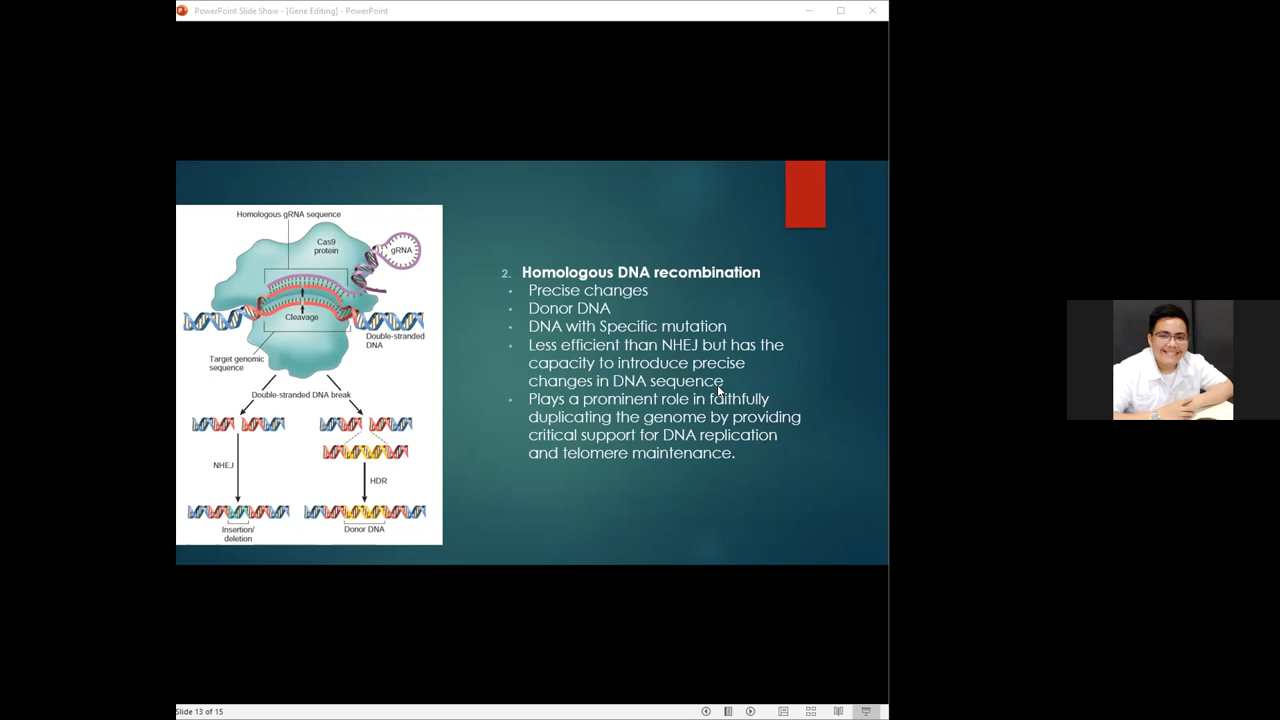 PowerPoint Slide Show - [Gene Editing] - PowerPoint
Homologous gRNA sequence
Cas9
protein
gRNA
Cleavage
Double-stranded
DNA
Target genomic
sequence
Double-stranded DNA break
NHEJ
HDR
Insertion/
deletion
Donor DNA
2. Homologous DNA recombination
• Precise changes
• Donor DNA
• DNA with Specific mutation
• Less efficient than NHEJ but has the
capacity to introduce precise
changes in DNA sequence
• Plays a prominent role in faithfully
duplicating the genome by providing
critical support for DNA replication
and telomere maintenance.
Slide 13 of 15